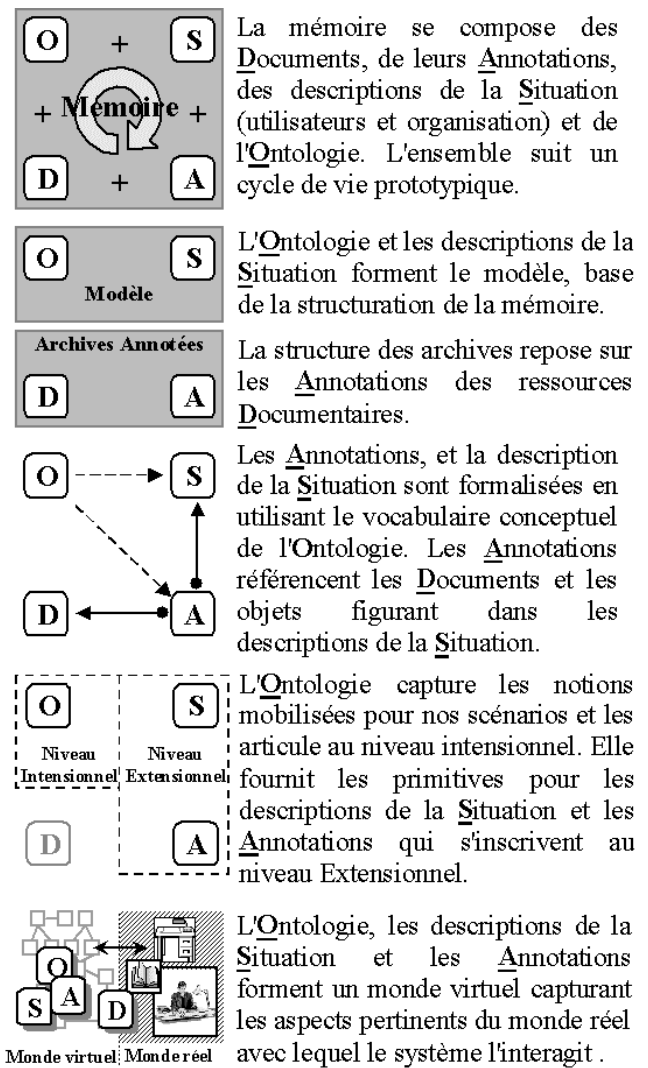 O + S
+ Mémoire +
D + A
La mémoire se compose des
Documents, de leurs Annotations,
des descriptions de la Situation
(utilisateurs et organisation) et de
l'Ontologie. L'ensemble suit un
cycle de vie prototypique.
O S
Modèle
L'Ontologie et les descriptions de la
Situation forment le modèle, base
de la structuration de la mémoire.
Archives Annotées
D A
La structure des archives repose sur
les Annotations des ressources
Documentaires.
O S
D A
Les Annotations, et la description
de la Situation sont formalisées en
utilisant le vocabulaire conceptuel
de l'Ontologie. Les Annotations
référencent les Documents et les
objets figurant dans les
descriptions de la Situation.
O S
Niveau Niveau
Intensionnel Extensionnel
D A
L'Ontologie capture les notions
mobilisées pour nos scénarios et les
articule au niveau intensionnel. Elle
fournit les primitives pour les
descriptions de la Situation et les
Annotations qui s'inscrivent au
niveau Extensionnel.
O
S A D
Monde virtuel Monde réel
L'Ontologie, les descriptions de la
Situation et les Annotations
forment un monde virtuel capturant
les aspects pertinents du monde réel
avec lequel le système l'interagit .